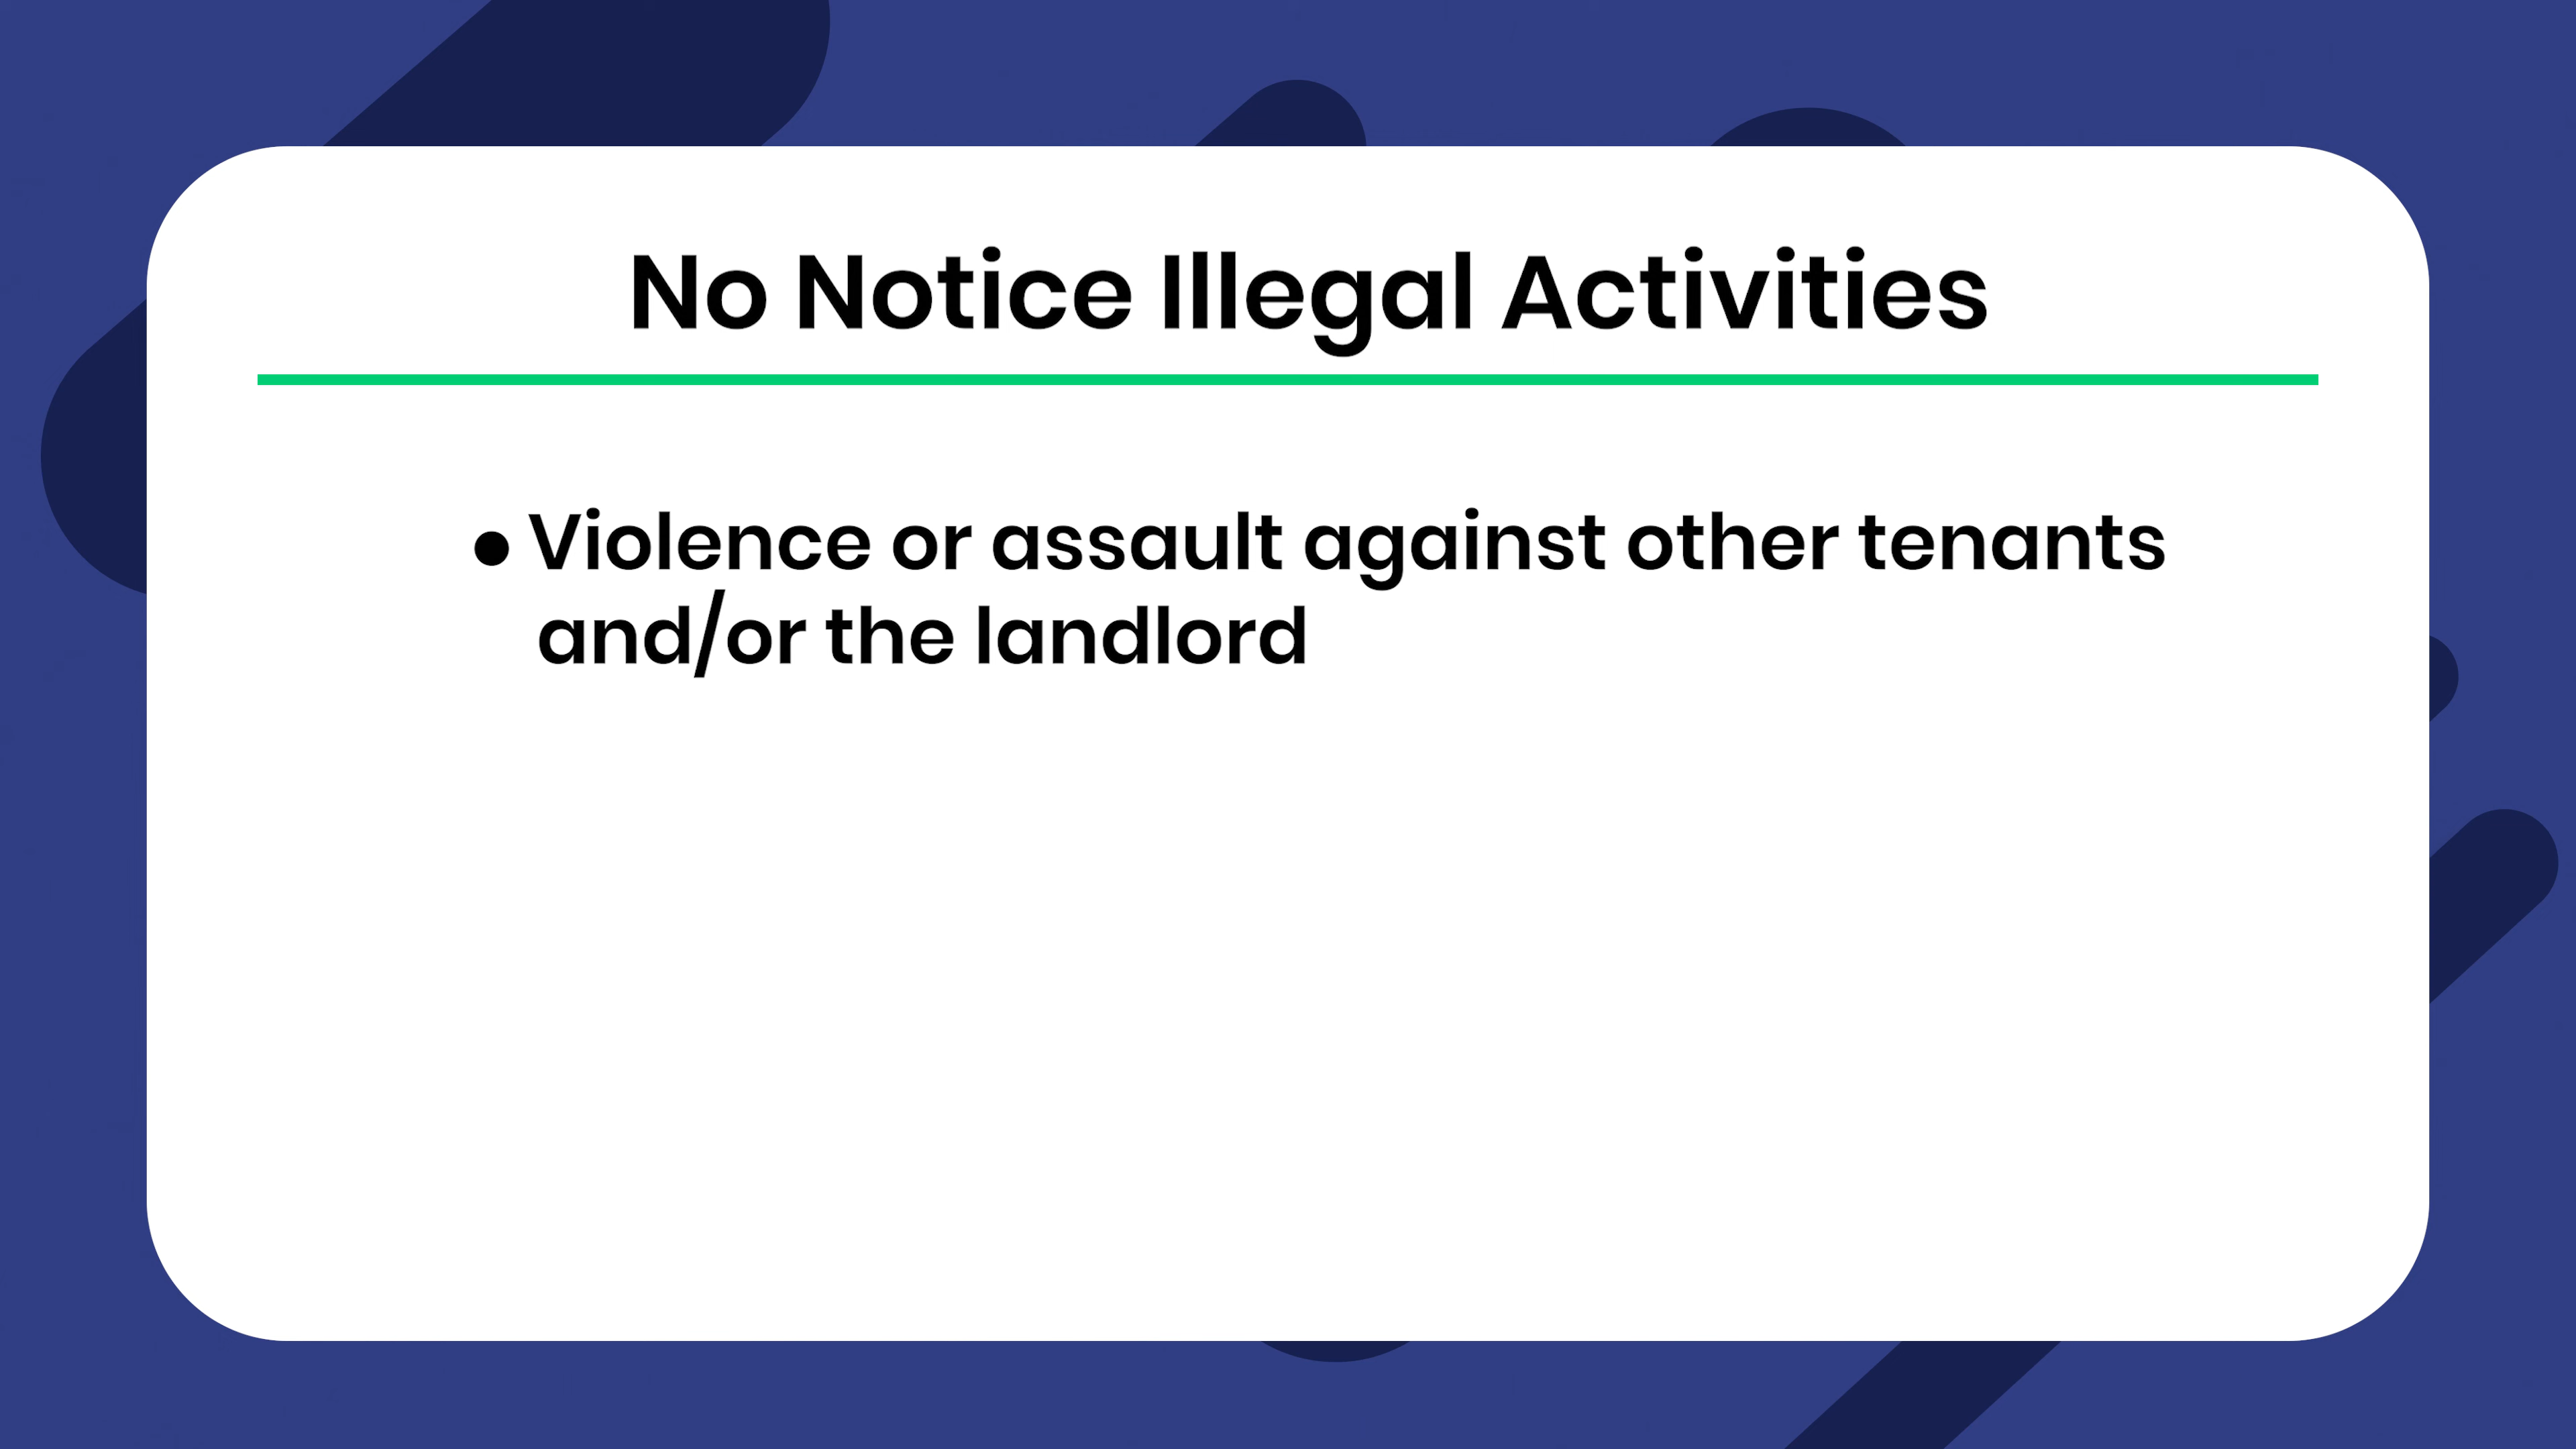 No Notice Illegal Activities
● Violence or assault against other tenants
and/or the landlord